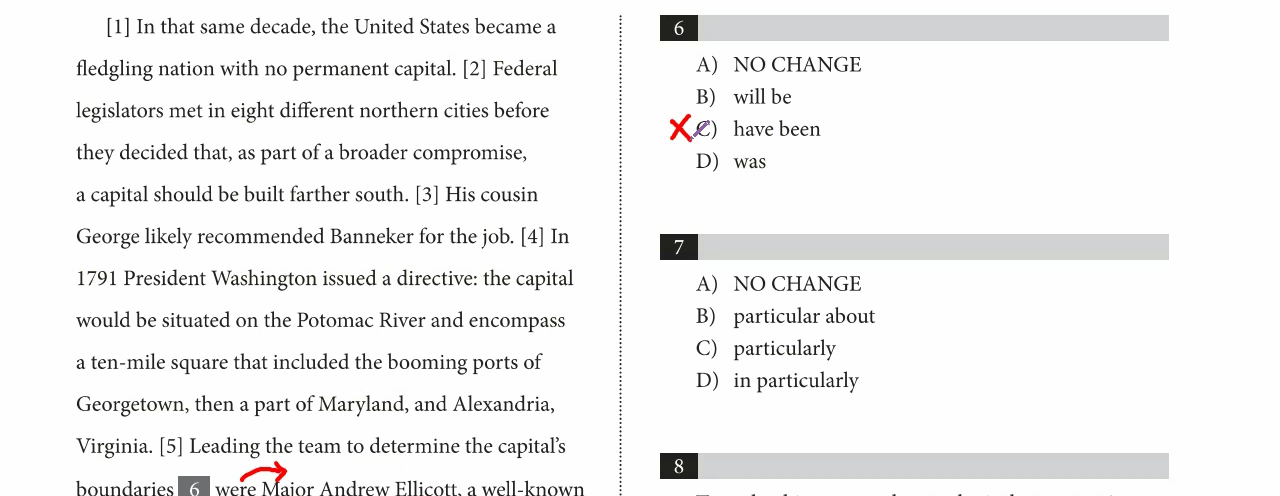 [1] In that same decade, the United States became a
fledgling nation with no permanent capital. [2] Federal
legislators met in eight different northern cities before
they decided that, as part of a broader compromise,
a capital should be built farther south. [3] His cousin
George likely recommended Banneker for the job. [4] In
1791 President Washington issued a directive: the capital
would be situated on the Potomac River and encompass
a ten-mile square that included the booming ports of
Georgetown, then a part of Maryland, and Alexandria,
Virginia. [5] Leading the team to determine the capital's
boundaries 6 were Major Andrew Ellicott, a well-known
6
A) NO CHANGE
B) will be
C) have been
D) was
7
A) NO CHANGE
B) particular about
C) particularly
D) in particularly
8